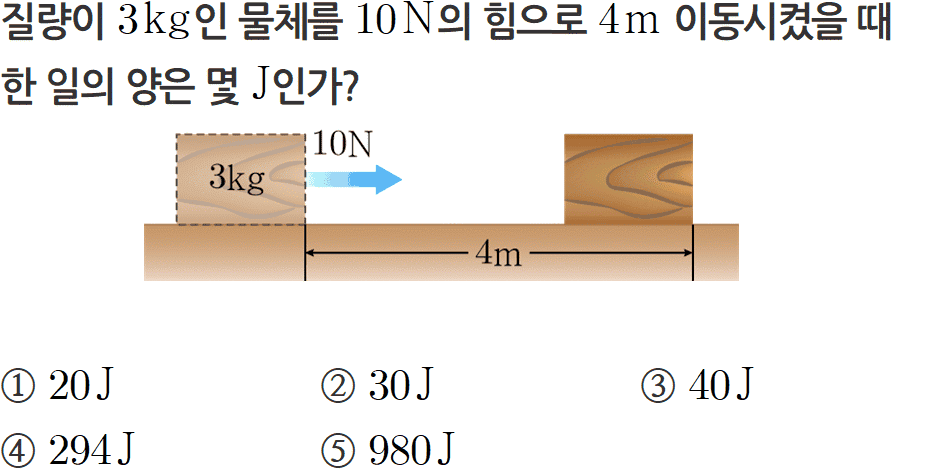 질량이 3kg인 물체를 10N의 힘으로 4m 이동시켰을 때
한 일의 양은 몇 J인가?
10N
3kg
4m
① 20J ② 30J ③ 40J
④ 294J ⑤ 980J